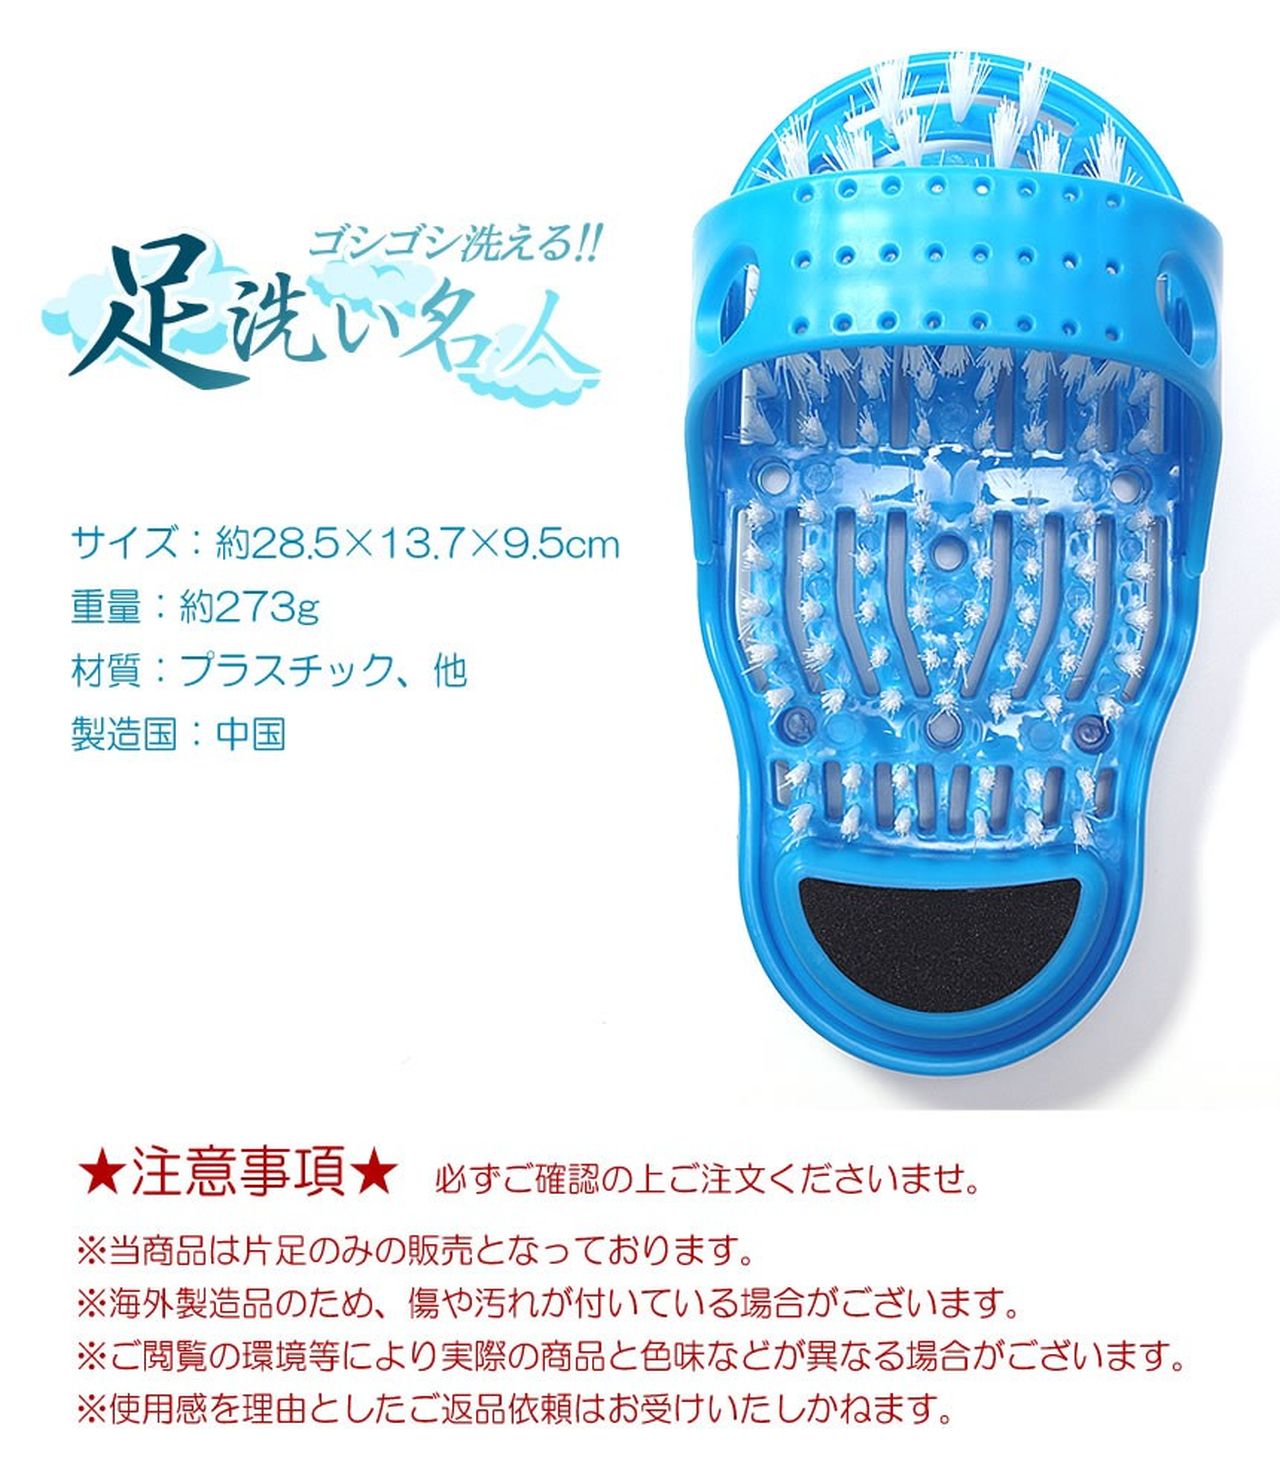 ゴシゴシ洗える!!
足洗い名人
サイズ：約28.5×13.7×9.5cm
重量：約273g
材質：プラスチック、他
製造国：中国
★注意事項★ 必ずご確認の上ご注文くださいませ。
※当商品は片足のみの販売となっております。
※海外製造品のため、傷や汚れが付いている場合がございます。
※ご閲覧の環境等により実際の商品と色味などが異なる場合がございます。
※使用感を理由としたご返品依頼はお受けいたしかねます。